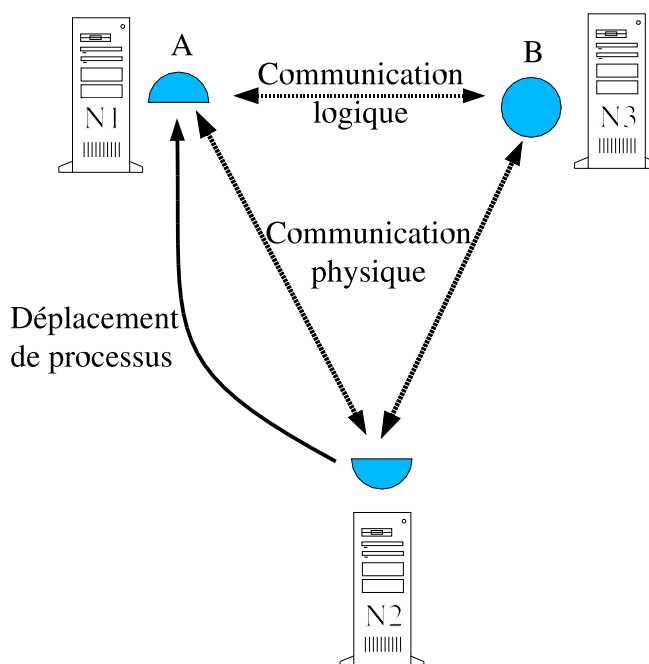 A
B
Communication
logique
N1
N3
Communication
physique
Déplacement
de processus
N2